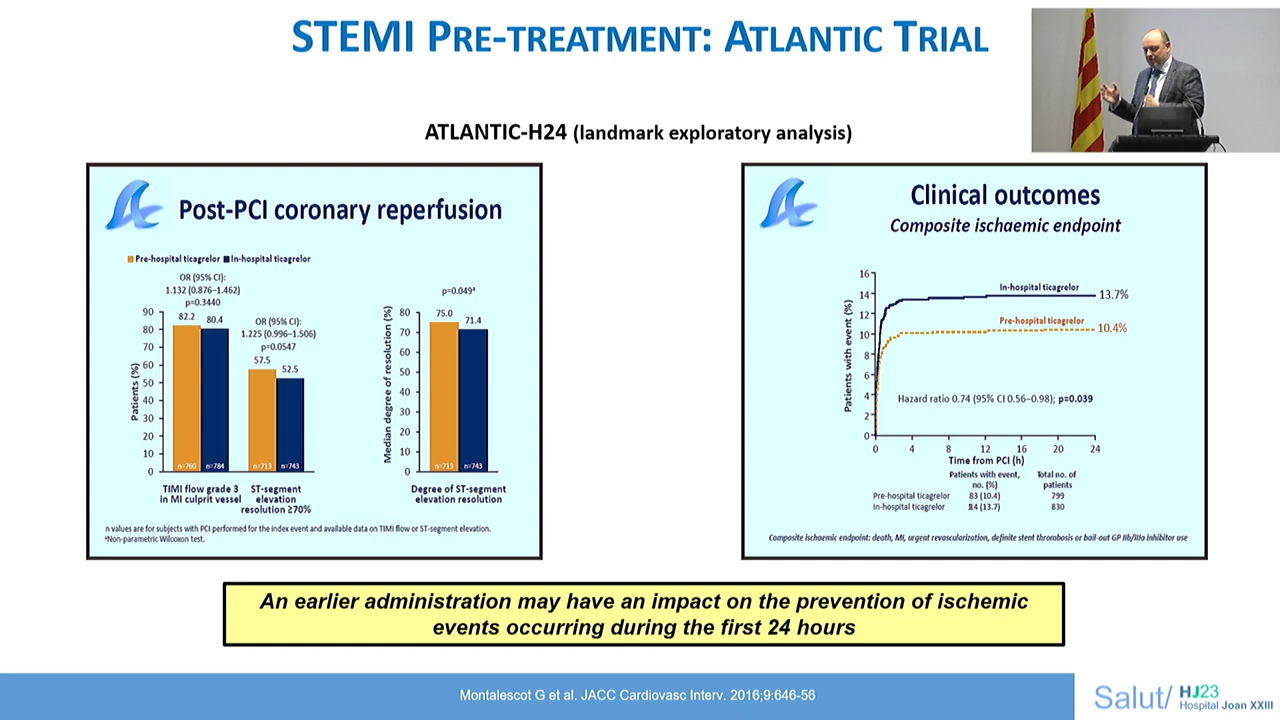 STEMI PRE-TREATMENT: ATLANTIC TRIAL
ATLANTIC-H24 (landmark exploratory analysis)
Post-PCI coronary reperfusion
Pre-hospital ticagrelor In-hospital ticagrelor
OR (95% CI):
1.132 (0.876–1.462)
p=0.3440
OR (95% CI):
1.225 (0.996–1.506)
p=0.0547
Patients (%)
90
80
70
60
50
40
30
20
10
0
82.2 80.4
57.5 52.5
n=760 n=784 n=713 n=743
TIMI flow grade 3
in MI culprit vessel
ST-segment
elevation
resolution ≥70%
p=0.049ª
Median degree of resolution (%)
80
70
60
50
40
30
20
10
0
75.0 71.4
n=713 n=743
Degree of ST-segment
elevation resolution
n values are for subjects with PCI performed for the index event and available data on TIMI flow or ST-segment elevation.
ªNon-parametric Wilcoxon test.
Clinical outcomes
Composite ischaemic endpoint
Patients with event (%)
16
14
12
10
8
6
4
2
0
In-hospital ticagrelor
13.7%
Pre-hospital ticagrelor
10.4%
Hazard ratio 0.74 (95% CI 0.56–0.98); p=0.039
0 4 8 12 16 20 24
Time from PCI (h)
Patients with event,
no. (%)
Total no. of
patients
Pre-hospital ticagrelor 83 (10.4) 799
In-hospital ticagrelor 114 (13.7) 830
Composite ischaemic endpoint: death, MI, urgent revascularization, definite stent thrombosis or bail-out GP IIb/IIIa inhibitor use
An earlier administration may have an impact on the prevention of ischemic
events occurring during the first 24 hours
Montalescot G et al. JACC Cardiovasc Interv. 2016;9:646-56
Salut/ HJ23
Hospital Joan XXIII